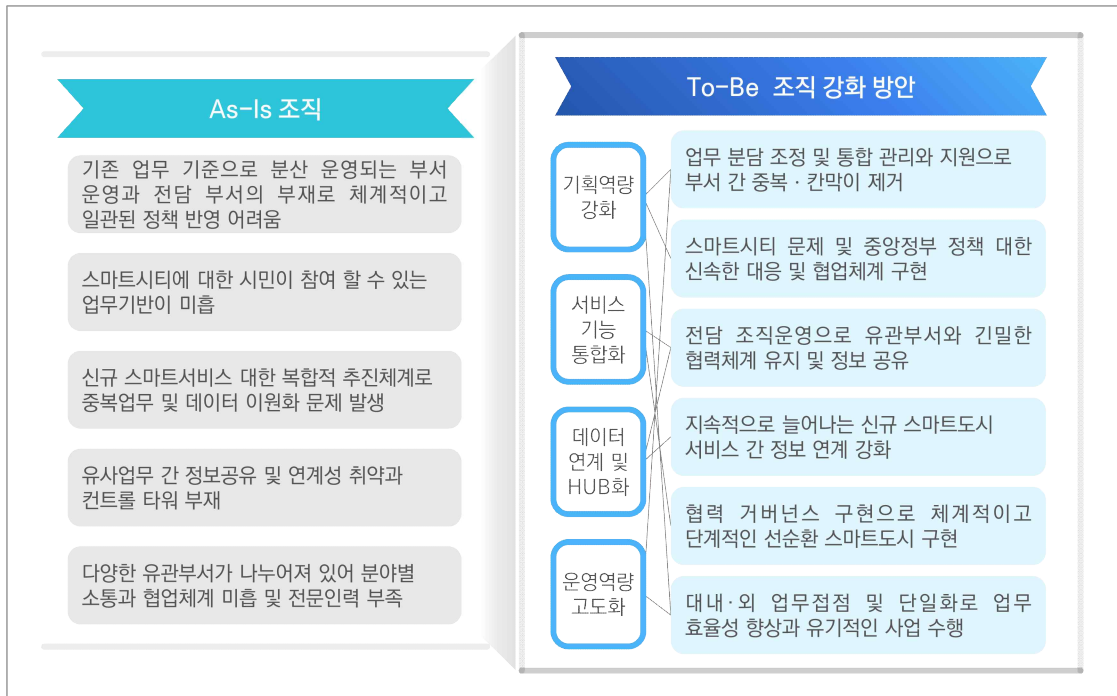 As-Is 조직
기존 업무 기준으로 분산 운영되는 부서
운영과 전담 부서의 부재로 체계적이고
일관된 정책 반영 어려움
스마트시티에 대한 시민이 참여 할 수 있는
업무기반이 미흡
신규 스마트서비스 대한 복합적 추진체계로
중복업무 및 데이터 이원화 문제 발생
유사업무 간 정보공유 및 연계성 취약과
컨트롤 타워 부재
다양한 유관부서가 나누어져 있어 분야별
소통과 협업체계 미흡 및 전문인력 부족
To-Be 조직 강화 방안
기획역량
강화
서비스
기능
통합화
데이터
연계 및
HUB화
운영역량
고도화
업무 분담 조정 및 통합 관리와 지원으로
부서 간 중복 · 칸막이 제거
스마트시티 문제 및 중앙정부 정책 대한
신속한 대응 및 협업체계 구현
전담 조직운영으로 유관부서와 긴밀한
협력체계 유지 및 정보 공유
지속적으로 늘어나는 신규 스마트도시
서비스 간 정보 연계 강화
협력 거버넌스 구현으로 체계적이고
단계적인 선순환 스마트도시 구현
대내·외 업무접점 및 단일화로 업무
효율성 향상과 유기적인 사업 수행